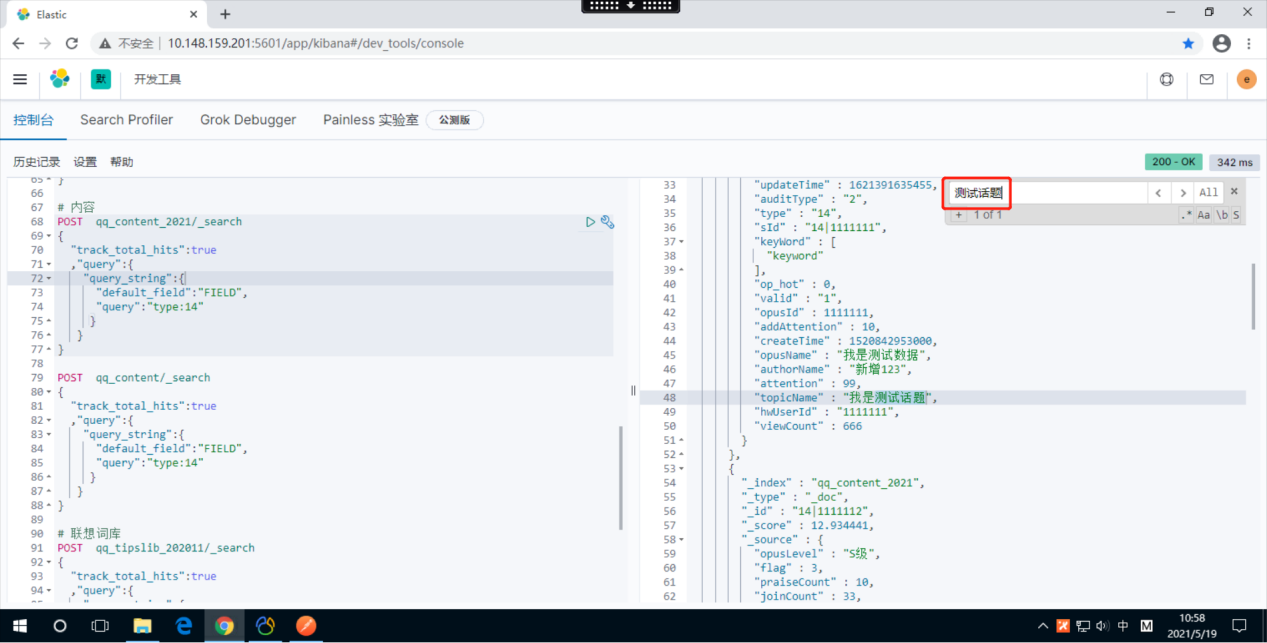 Elastic
不安全 10.148.159.201:5601/app/kibana#/dev_tools/console
默 开发工具 e
控制台 Search Profiler Grok Debugger Painless 实验室 公测版
历史记录 设置 帮助 200 - OK 342 ms
65 }
66
67 # 内容
68 POST qq_content_2021/_search
69 {
70 "track_total_hits":true
71 ,"query":{
72 "query_string":{
73 "default_field":"FIELD",
74 "query":"type:14"
75 }
76 }
77 }
78
79 POST qq_content/_search
80 {
81 "track_total_hits":true
82 ,"query":{
83 "query_string":{
84 "default_field":"FIELD",
85 "query":"type:14"
86 }
87 }
88 }
89
90 # 联想词库
91 POST qq_tipslib_202011/_search
92 {
93 "track_total_hits":true
94 ,"query":{
测试话题 All
+ 1 of 1 .* Aa \b S
33 "updateTime" : 1621391635455,
34 "auditType" : "2",
35 "type" : "14",
36 "sId" : "14|1111111",
37 "keyWord" : [
38 "keyword"
39 ],
40 "op_hot" : 0,
41 "valid" : "1",
42 "opusId" : 1111111,
43 "addAttention" : 10,
44 "createTime" : 1520842953000,
45 "opusName" : "我是测试数据",
46 "authorName" : "新增123",
47 "attention" : 99,
48 "topicName" : "我是测试话题",
49 "hwUserId" : "1111111",
50 "viewCount" : 666
51 }
52 },
53 {
54 "_index" : "qq_content_2021",
55 "_type" : "_doc",
56 "_id" : "14|1111112",
57 "_score" : 12.934441,
58 "_source" : {
59 "opusLevel" : "S级",
60 "flag" : 3,
61 "praiseCount" : 10,
62 "joinCount" : 33,
中 M 10:58
2021/5/19